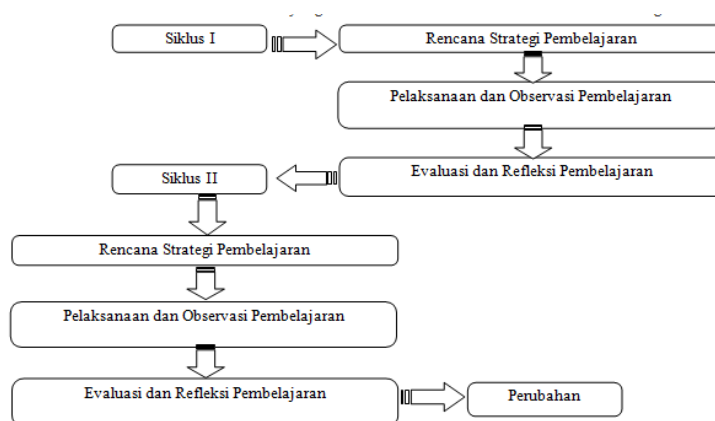 Siklus I
Rencana Strategi Pembelajaran
Pelaksanaan dan Observasi Pembelajaran
Evaluasi dan Refleksi Pembelajaran
Siklus II
Rencana Strategi Pembelajaran
Pelaksanaan dan Observasi Pembelajaran
Evaluasi dan Refleksi Pembelajaran
Perubahan